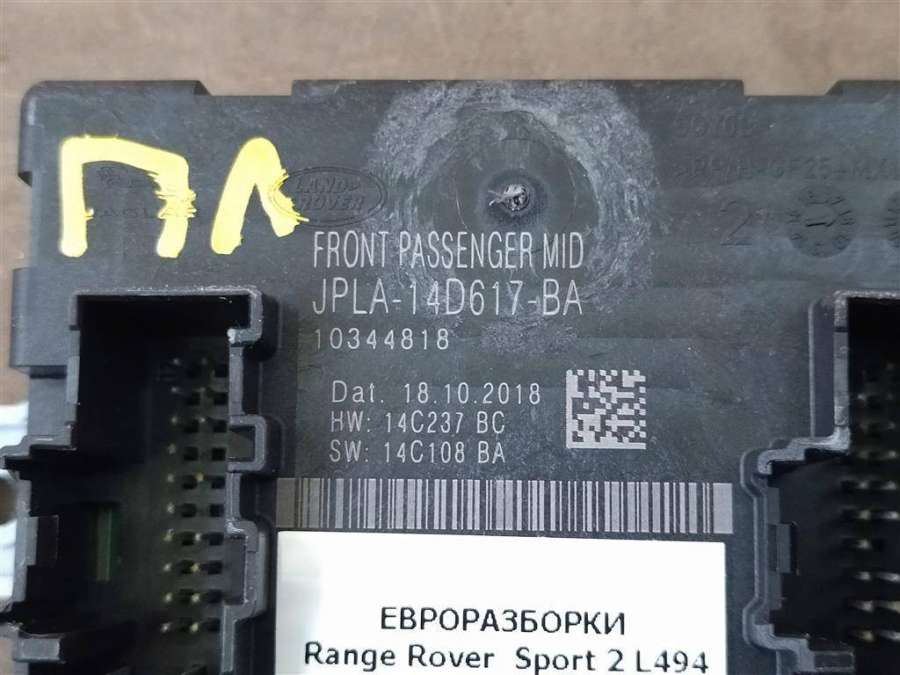 ПЛ
LAND
ROVER
FRONT PASSENGER MID
JPLA-14D617-BA
10344818
Dat. 18.10.2018
HW: 14C237 BC
SW: 14C108 BA
ЕВРОРАЗБОРКИ
Range Rover Sport 2 L494